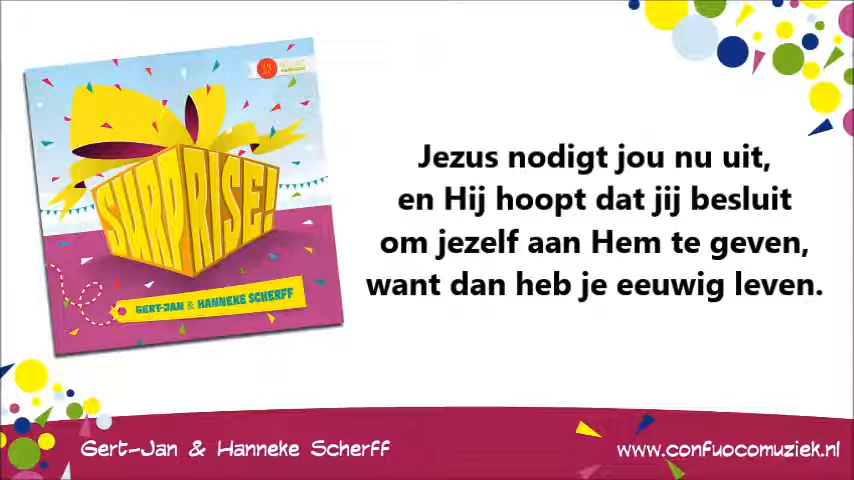 SURPRISE!
GERT-JAN & HANNEKE SCHERFF
Jezus nodigt jou nu uit,
en Hij hoopt dat jij besluit
om jezelf aan Hem te geven,
want dan heb je eeuwig leven.
Gert-Jan & Hanneke Scherff
www.confuocomuziek.nl